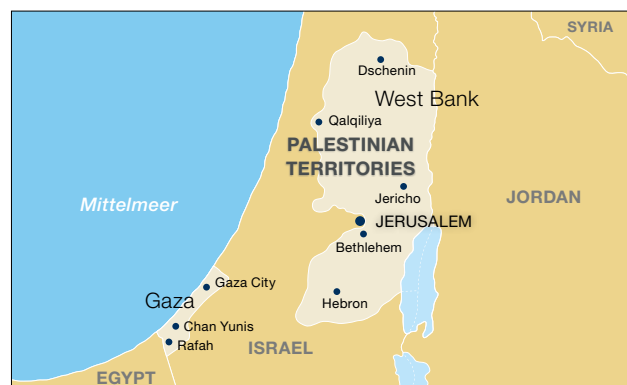 SYRIA
Dschenin
West Bank
Qalqiliya
PALESTINIAN
TERRITORIES
Jericho
Mittelmeer
JORDAN
JERUSALEM
Bethlehem
Gaza City
Gaza
Hebron
Chan Yunis
Rafah
ISRAEL
EGYPT